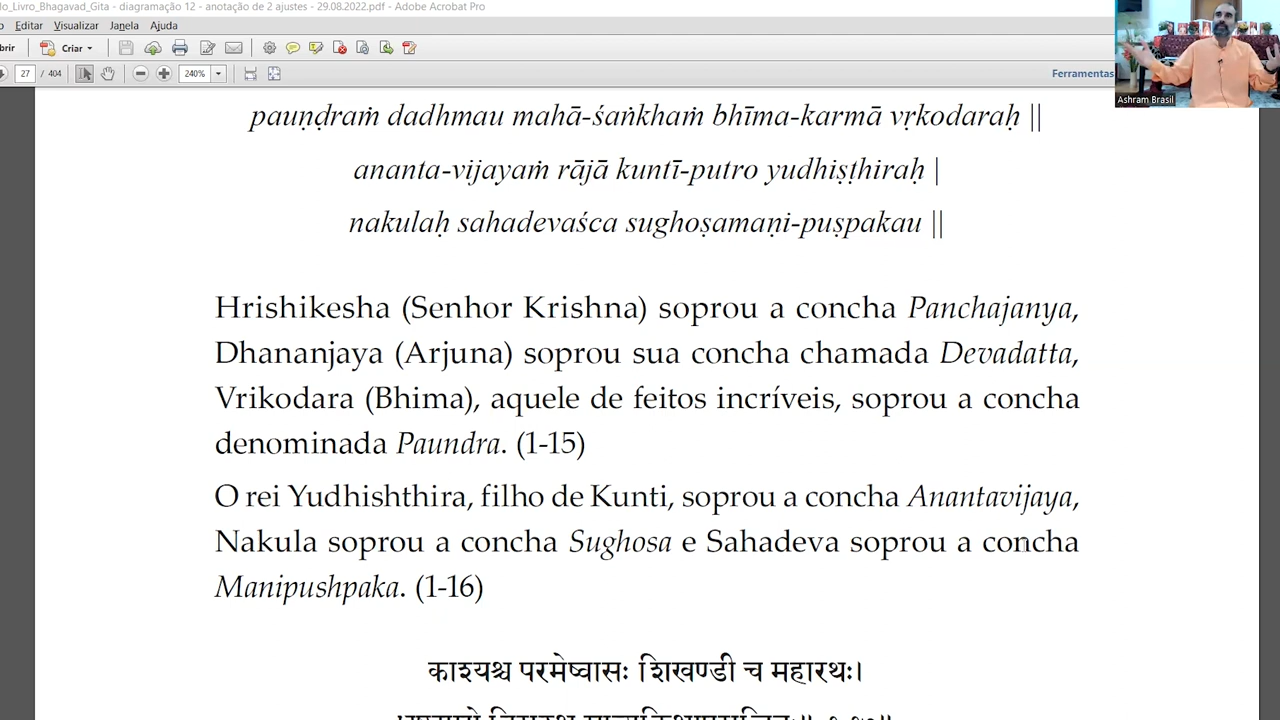 lo_Livro_Bhagavad_Gita - diagramação 12 - anotação de 2 ajustes - 29.08.2022.pdf - Adobe Acrobat Pro
Editar Visualizar Janela Ajuda
Criar
27 / 404 240% Ferramentas
Ashram Brasil
pauṇḍraṁ dadhmau mahā-śaṅkhaṁ bhīma-karmā vṛkodaraḥ ||
ananta-vijayaṁ rājā kuntī-putro yudhiṣṭhiraḥ |
nakulaḥ sahadevaśca sughoṣamaṇi-puṣpakau ||
Hrishikesha (Senhor Krishna) soprou a concha Panchajanya,
Dhananjaya (Arjuna) soprou sua concha chamada Devadatta,
Vrikodara (Bhima), aquele de feitos incríveis, soprou a concha
denominada Paundra. (1-15)
O rei Yudhishthira, filho de Kunti, soprou a concha Anantavijaya,
Nakula soprou a concha Sughosa e Sahadeva soprou a concha
Manipushpaka. (1-16)
काश्यश्च परमेष्वासः शिखण्डी च महारथः।